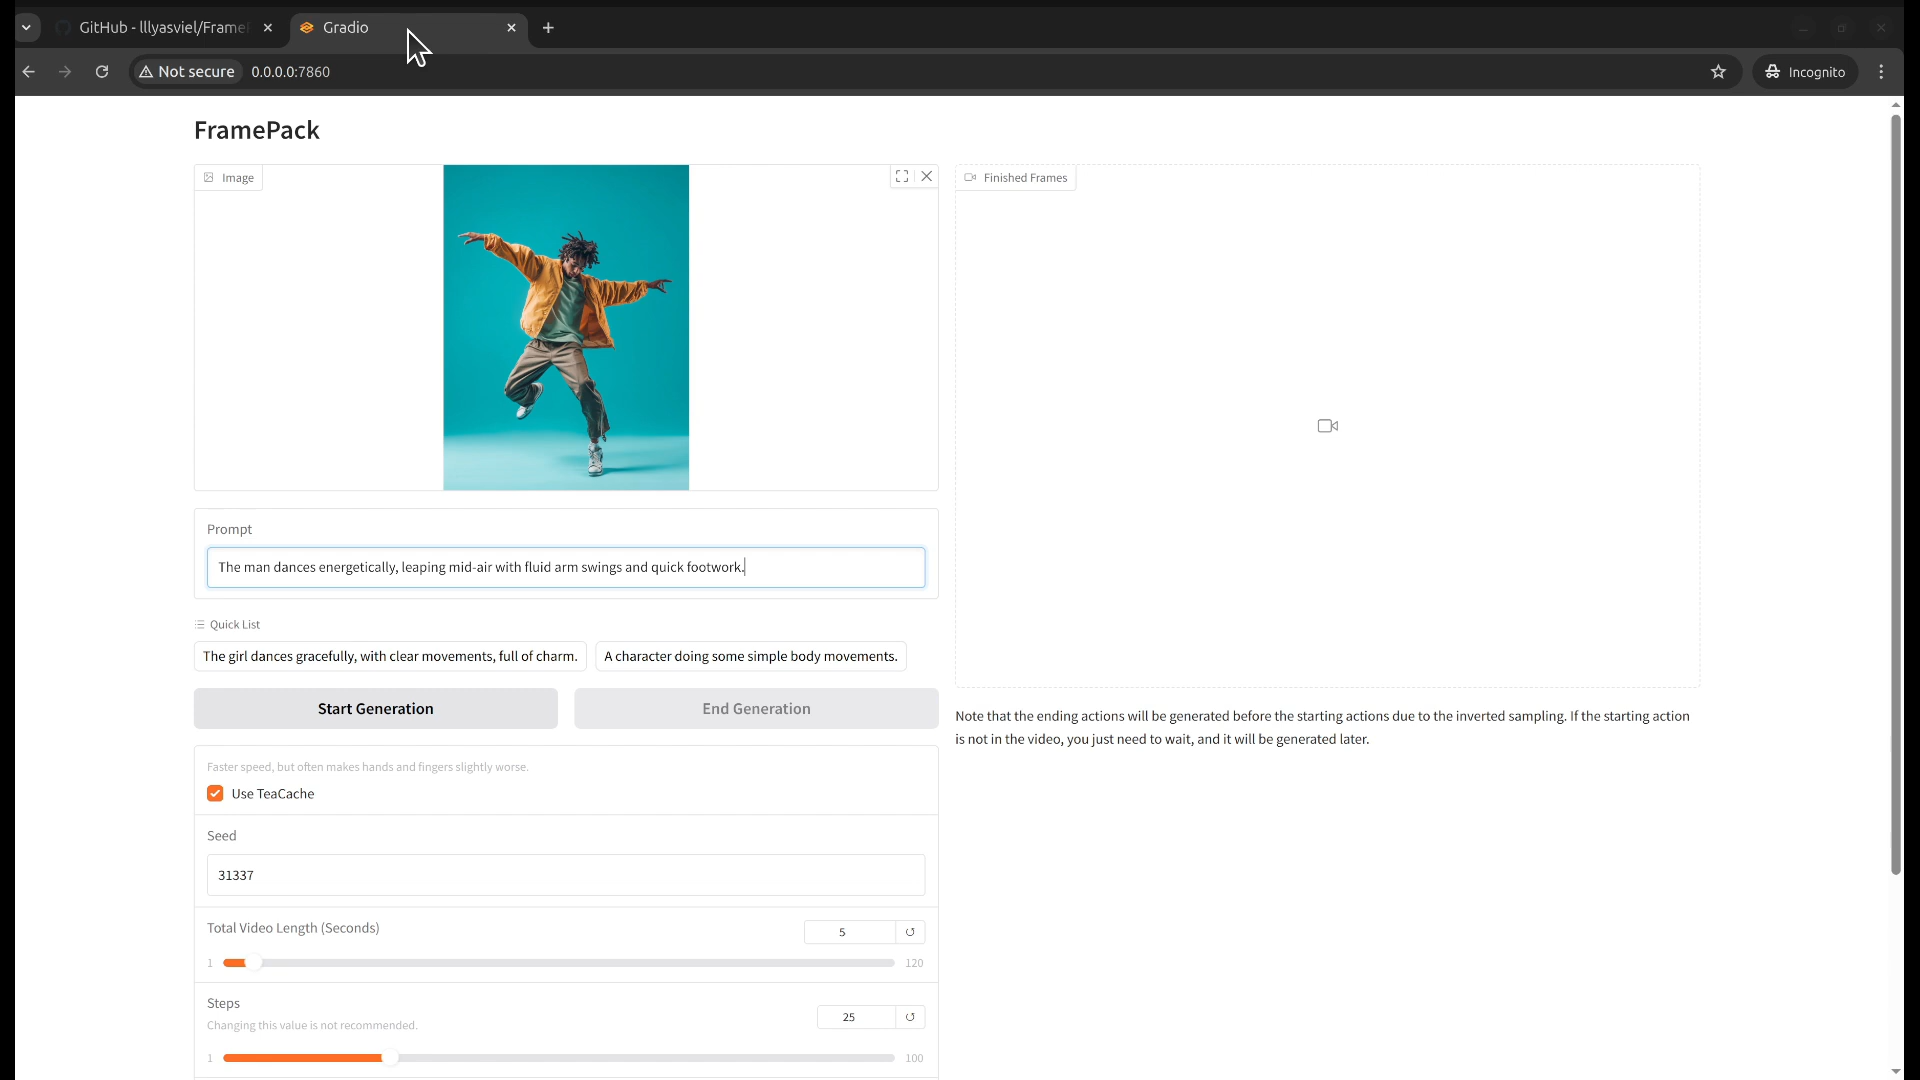 GitHub - lllyasviel/Frame
Gradio
Not secure
0.0.0.0:7860
Incognito
FramePack
Image
Finished Frames
Prompt
The man dances energetically, leaping mid-air with fluid arm swings and quick footwork.
Quick List
The girl dances gracefully, with clear movements, full of charm.
A character doing some simple body movements.
Start Generation
End Generation
Note that the ending actions will be generated before the starting actions due to the inverted sampling. If the starting action
is not in the video, you just need to wait, and it will be generated later.
Faster speed, but often makes hands and fingers slightly worse.
Use TeaCache
Seed
31337
Total Video Length (Seconds)
5
1
120
Steps
Changing this value is not recommended.
25
1
100